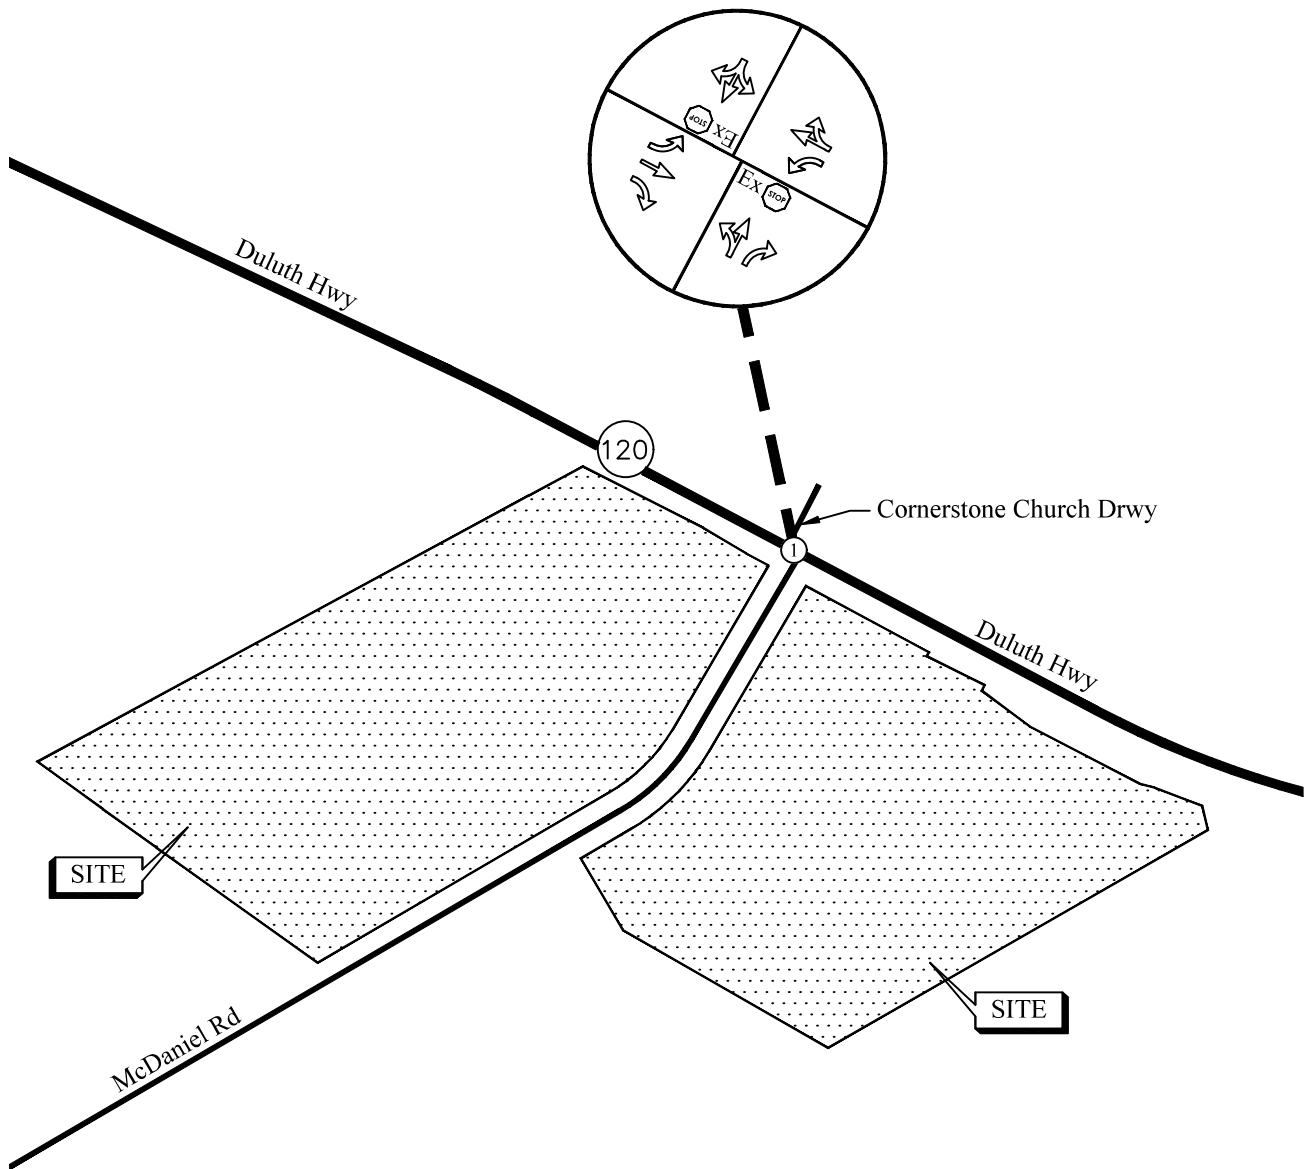 STOP
Ex
Ex
STOP
Duluth Hwy
120
Cornerstone Church Drwy
1
Duluth Hwy
SITE
SITE
McDaniel Rd